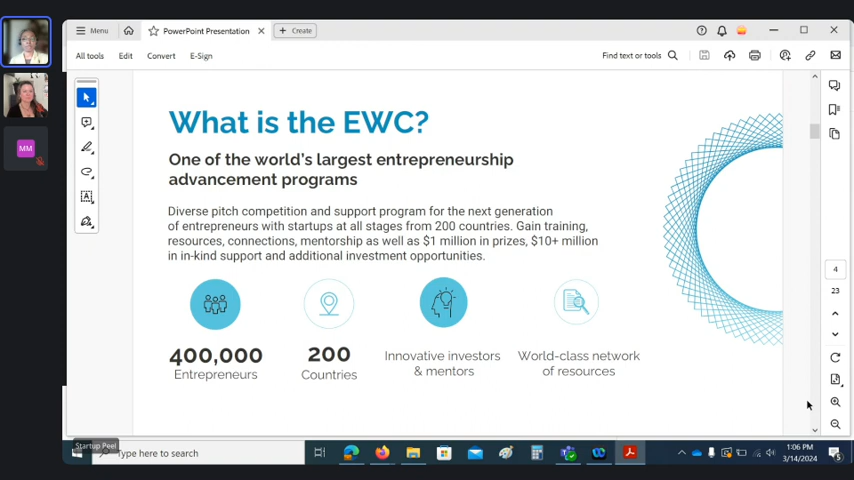 Menu
PowerPoint Presentation
Create
All tools
Edit
Convert
E-Sign
Find text or tools
MM
What is the EWC?
One of the world's largest entrepreneurship
advancement programs
Diverse pitch competition and support program for the next generation
of entrepreneurs with startups at all stages from 200 countries. Gain training,
resources, connections, mentorship as well as $1 million in prizes, $10+ million
in in-kind support and additional investment opportunities.
400,000
Entrepreneurs
200
Countries
Innovative investors
& mentors
World-class network
of resources
4
23
Startup Peel
Type here to search
1:06 PM
3/14/2024
5